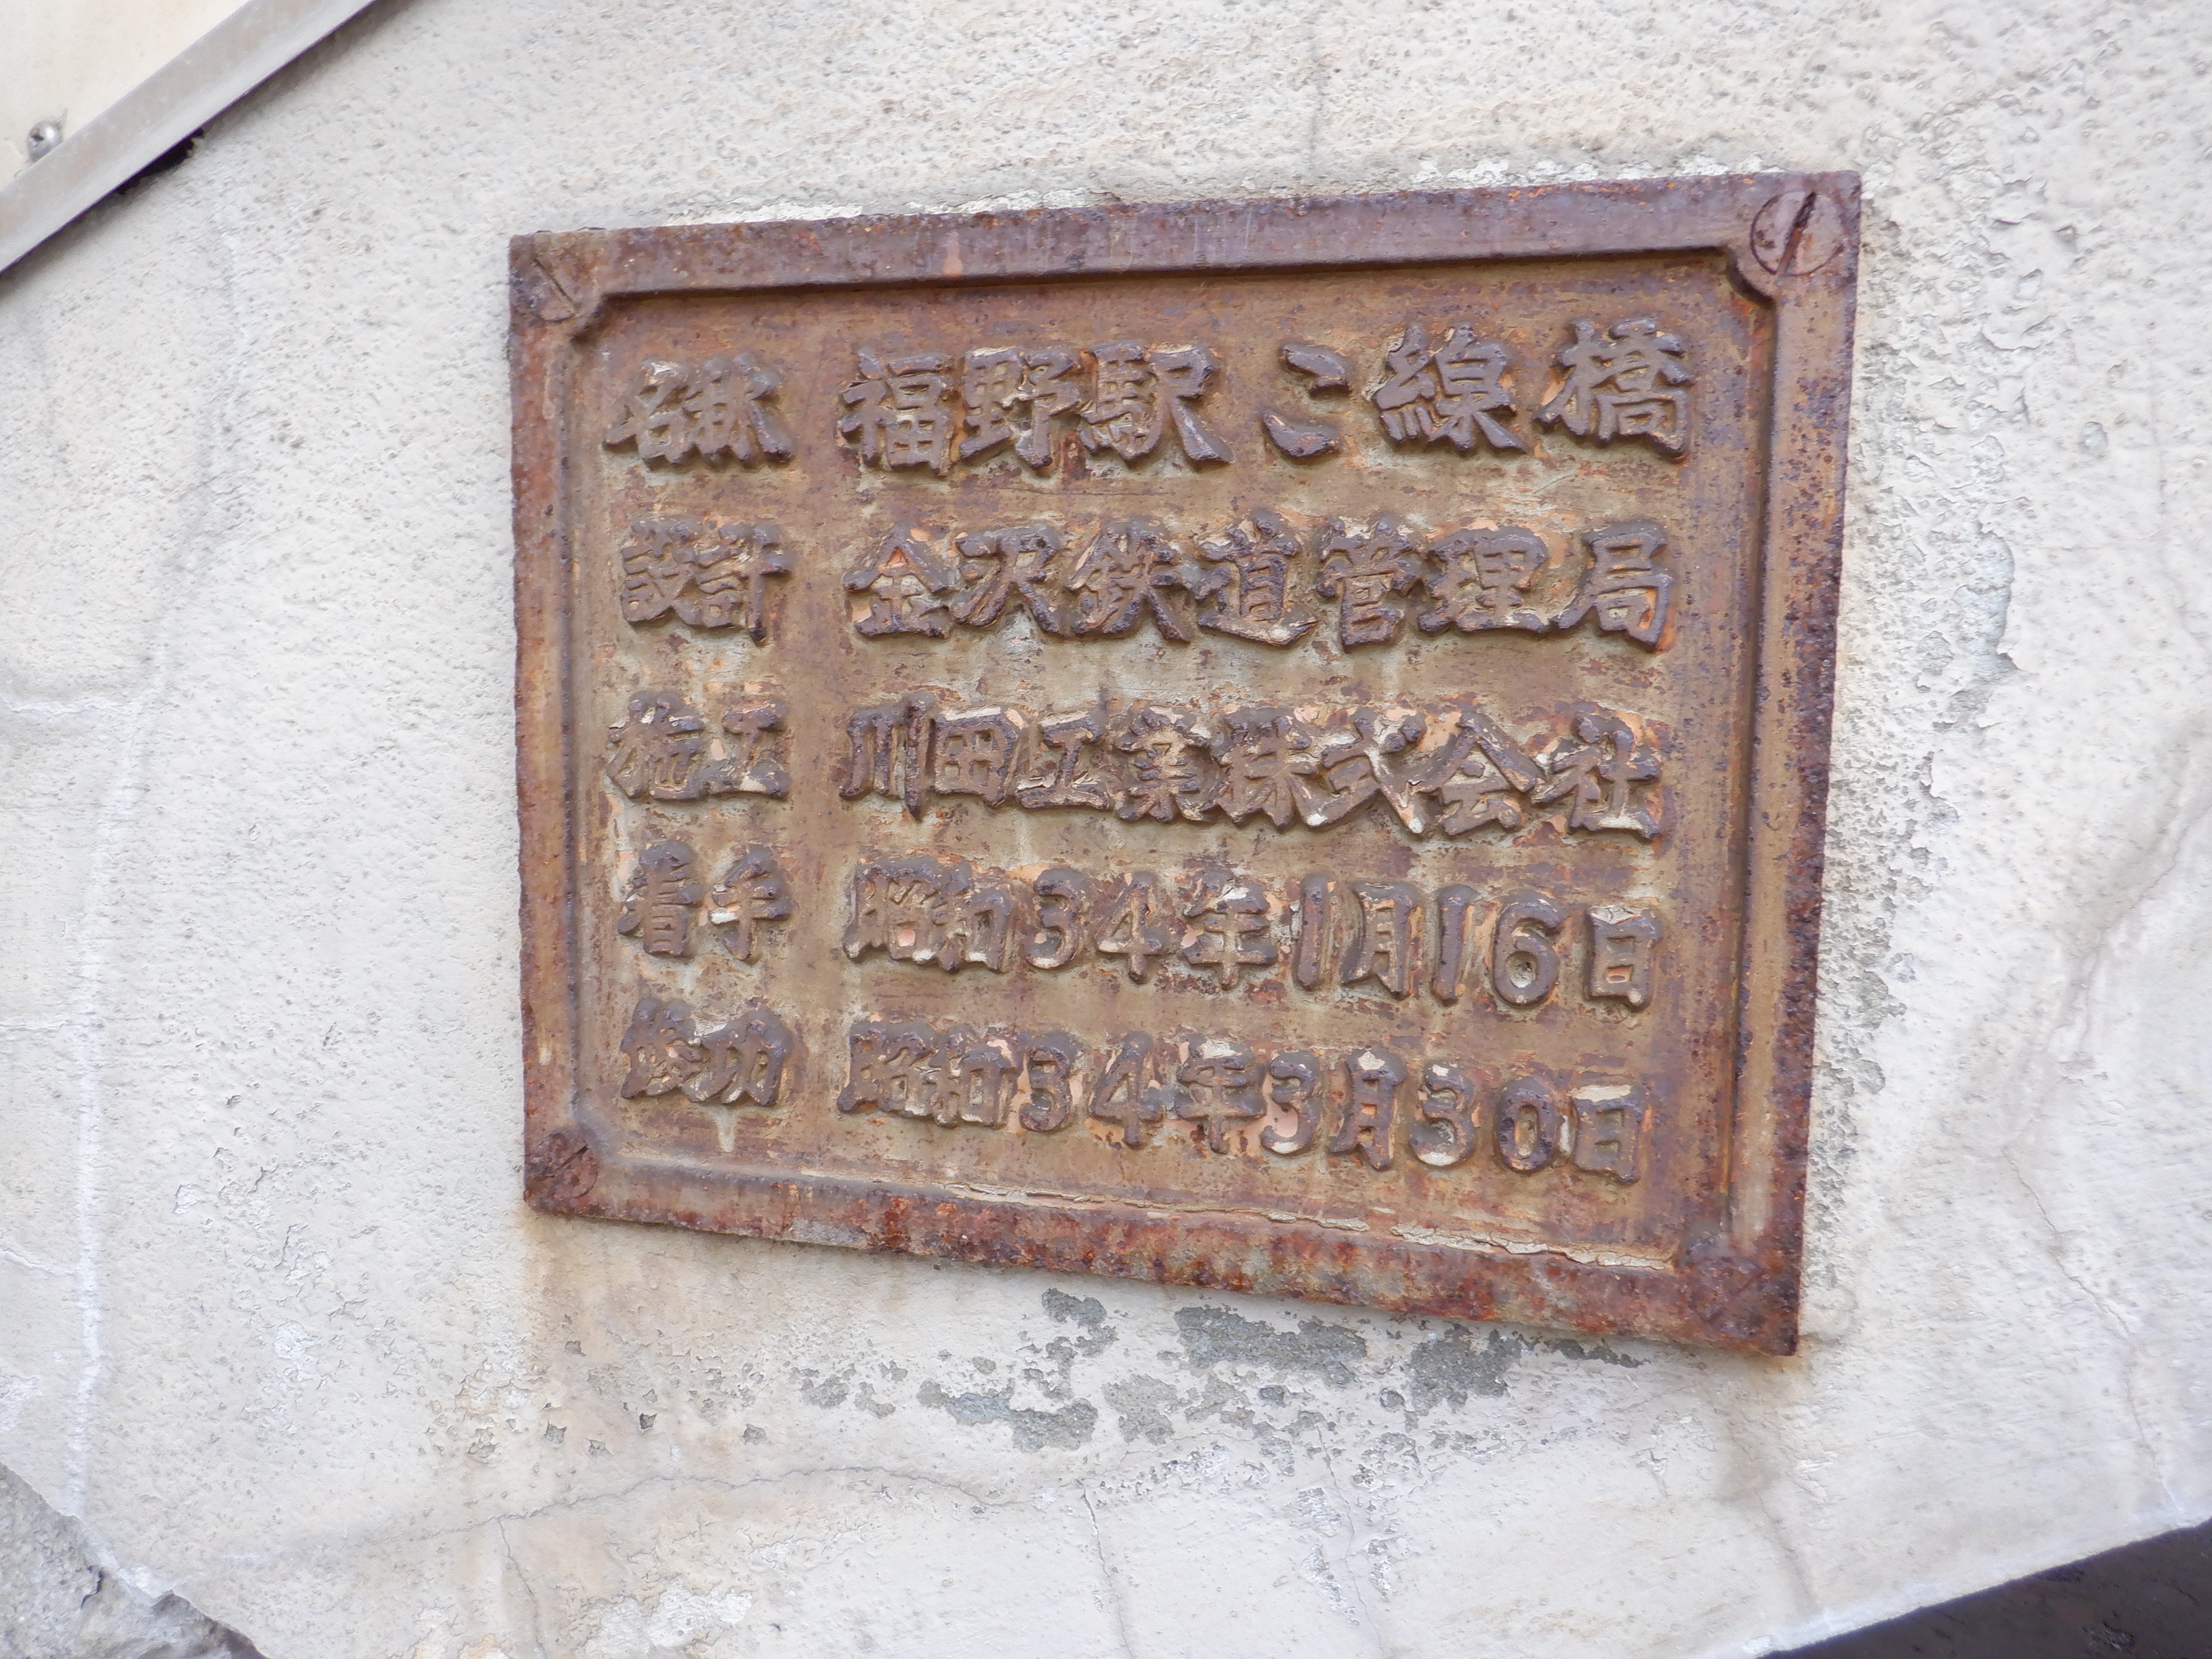 名称 福野駅こ線橋
設計 金沢鉄道管理局
施工 川田工業株式会社
着手 昭和34年1月16日
竣功 昭和34年3月30日